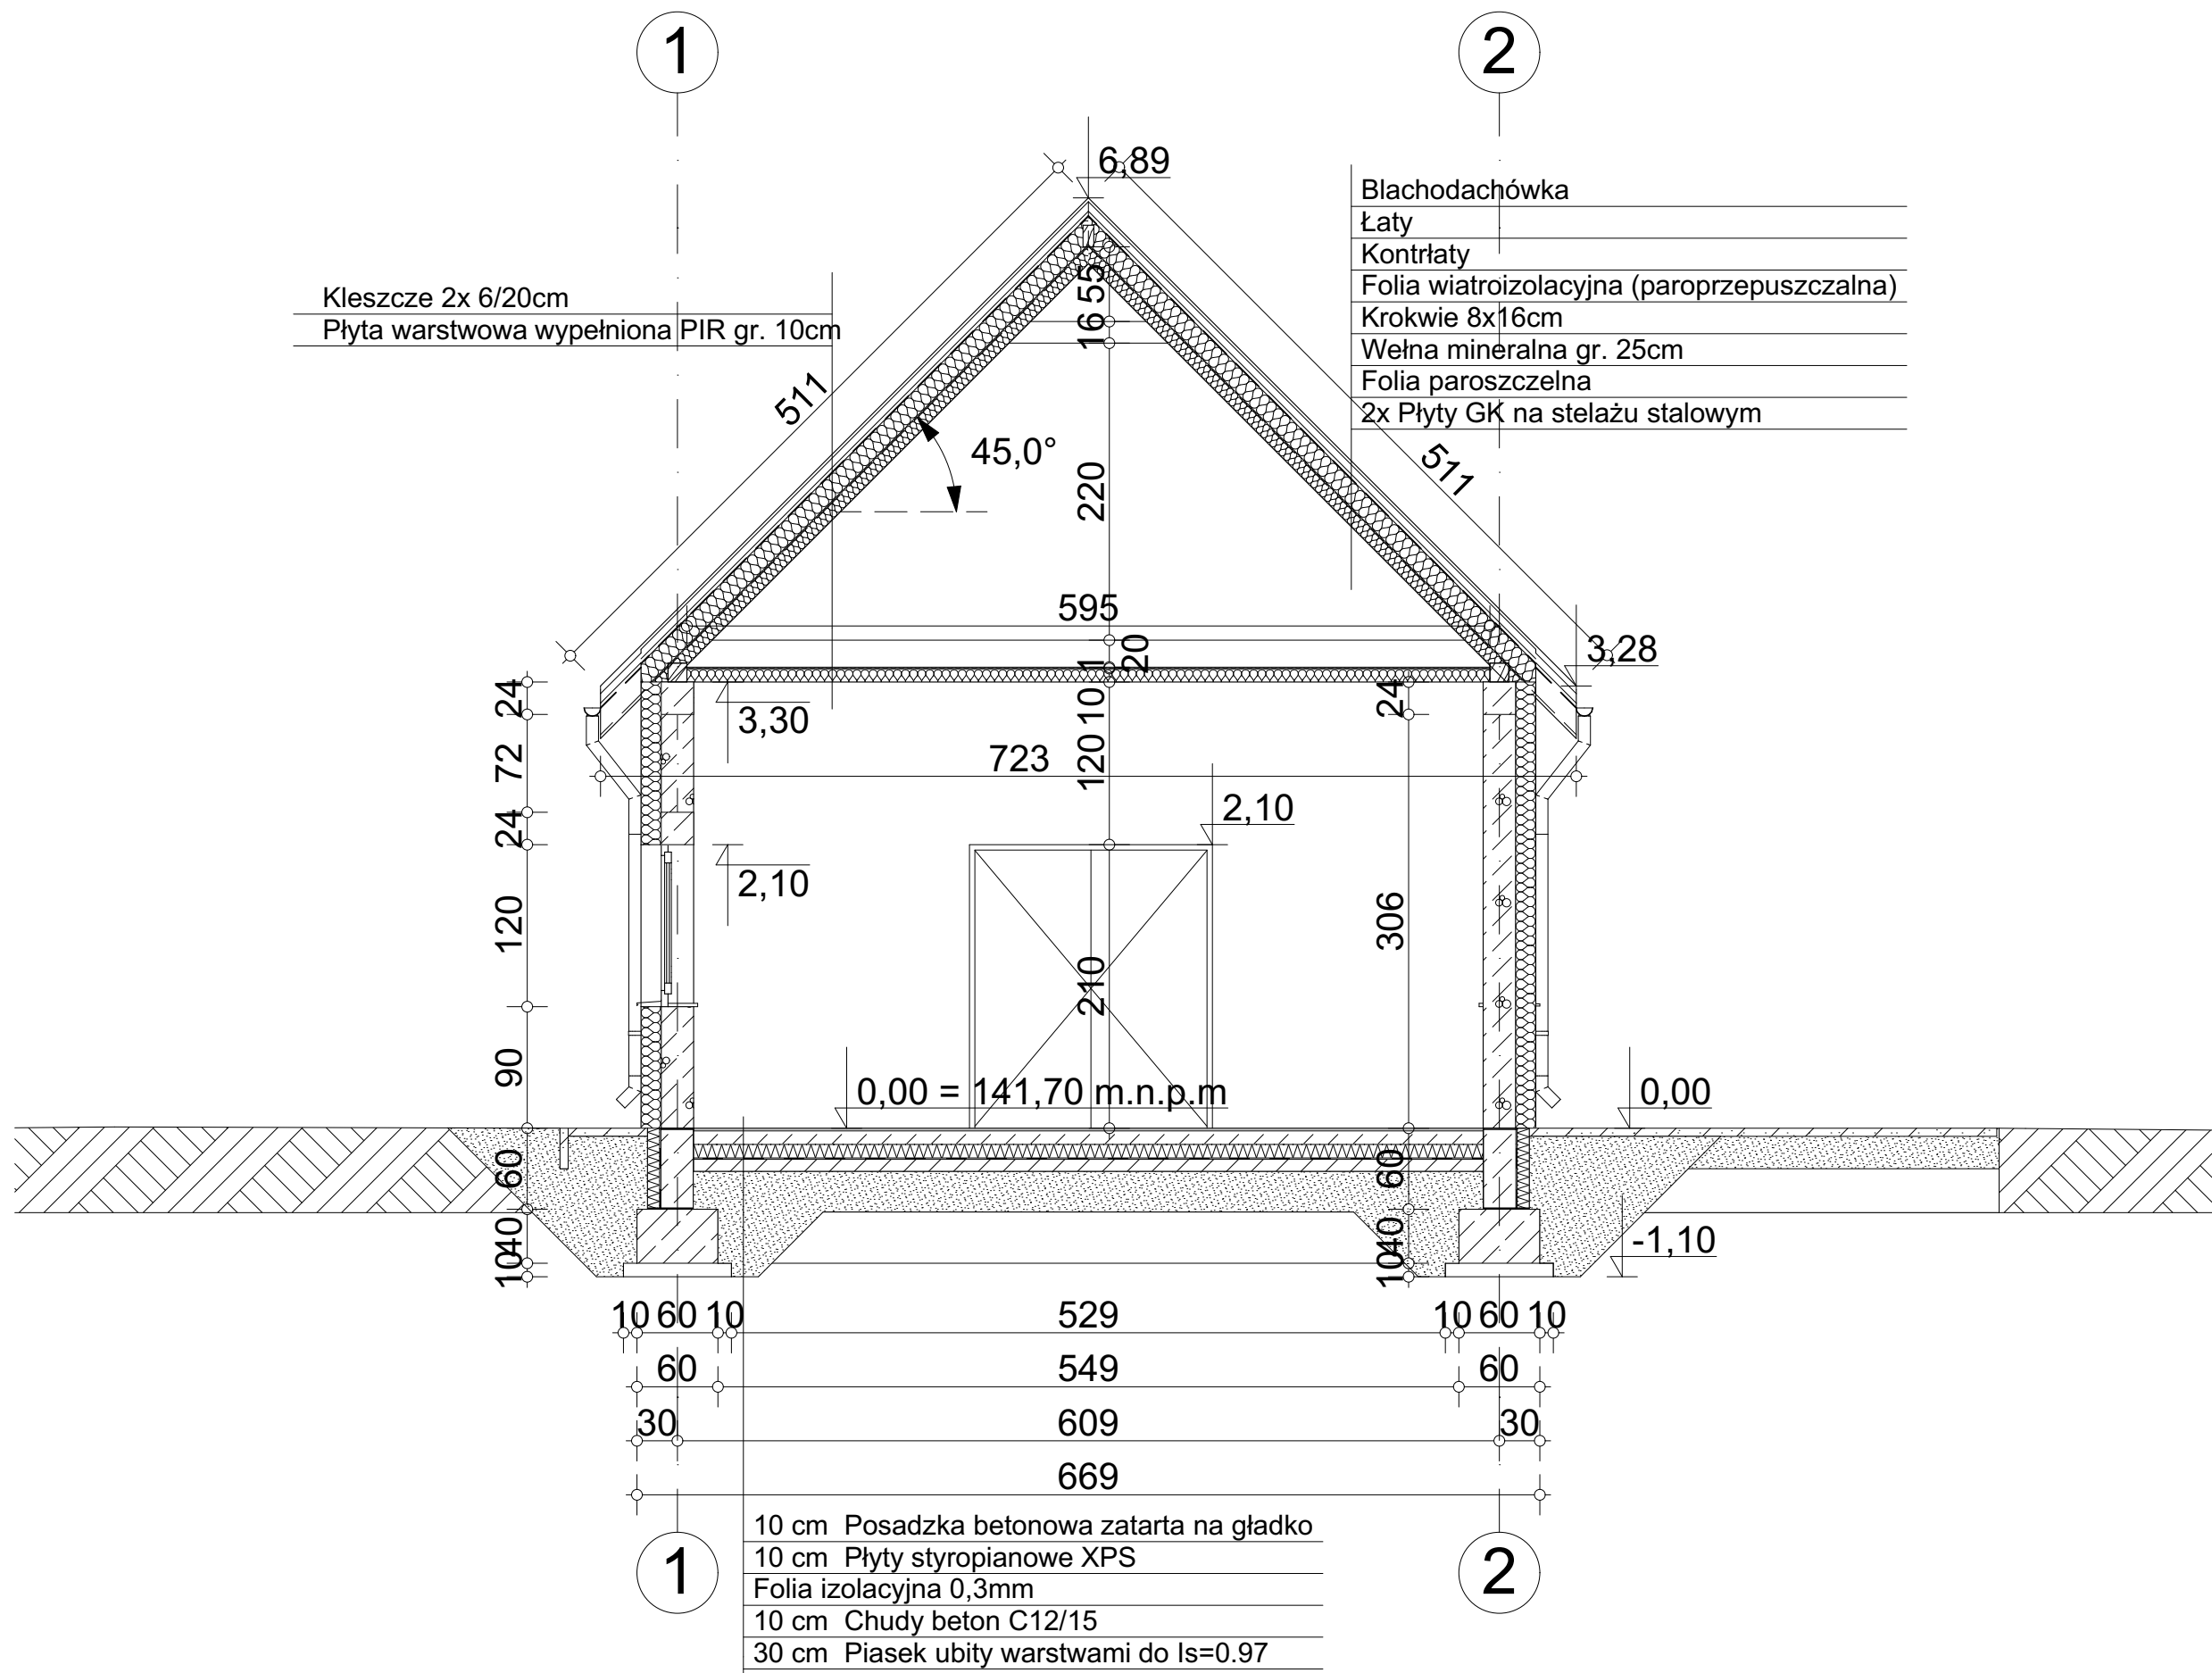 1
2
6,89
Blachodachówka
Łaty
Kontrłaty
Folia wiatroizolacyjna (paroprzepuszczalna)
Krokwie 8x16cm
Wełna mineralna gr. 25cm
Folia paroszczelna
2x Płyty GK na stelażu stalowym
Kleszcze 2x 6/20cm
Płyta warstwowa wypełniona PIR gr. 10cm
55
16
511
45,0°
511
220
595
20
1
3,28
24
3,30
10
24
72
723
120
2,10
24
2,10
120
306
210
90
0,00 = 141,70 m.n.p.m
0,00
60
60
40
40
-1,10
10
10
10 60 10
529
10 60 10
60
549
60
30
609
30
669
1
2
10 cm Posadzka betonowa zatarta na gładko
10 cm Płyty styropianowe XPS
Folia izolacyjna 0,3mm
10 cm Chudy beton C12/15
30 cm Piasek ubity warstwami do Is=0.97